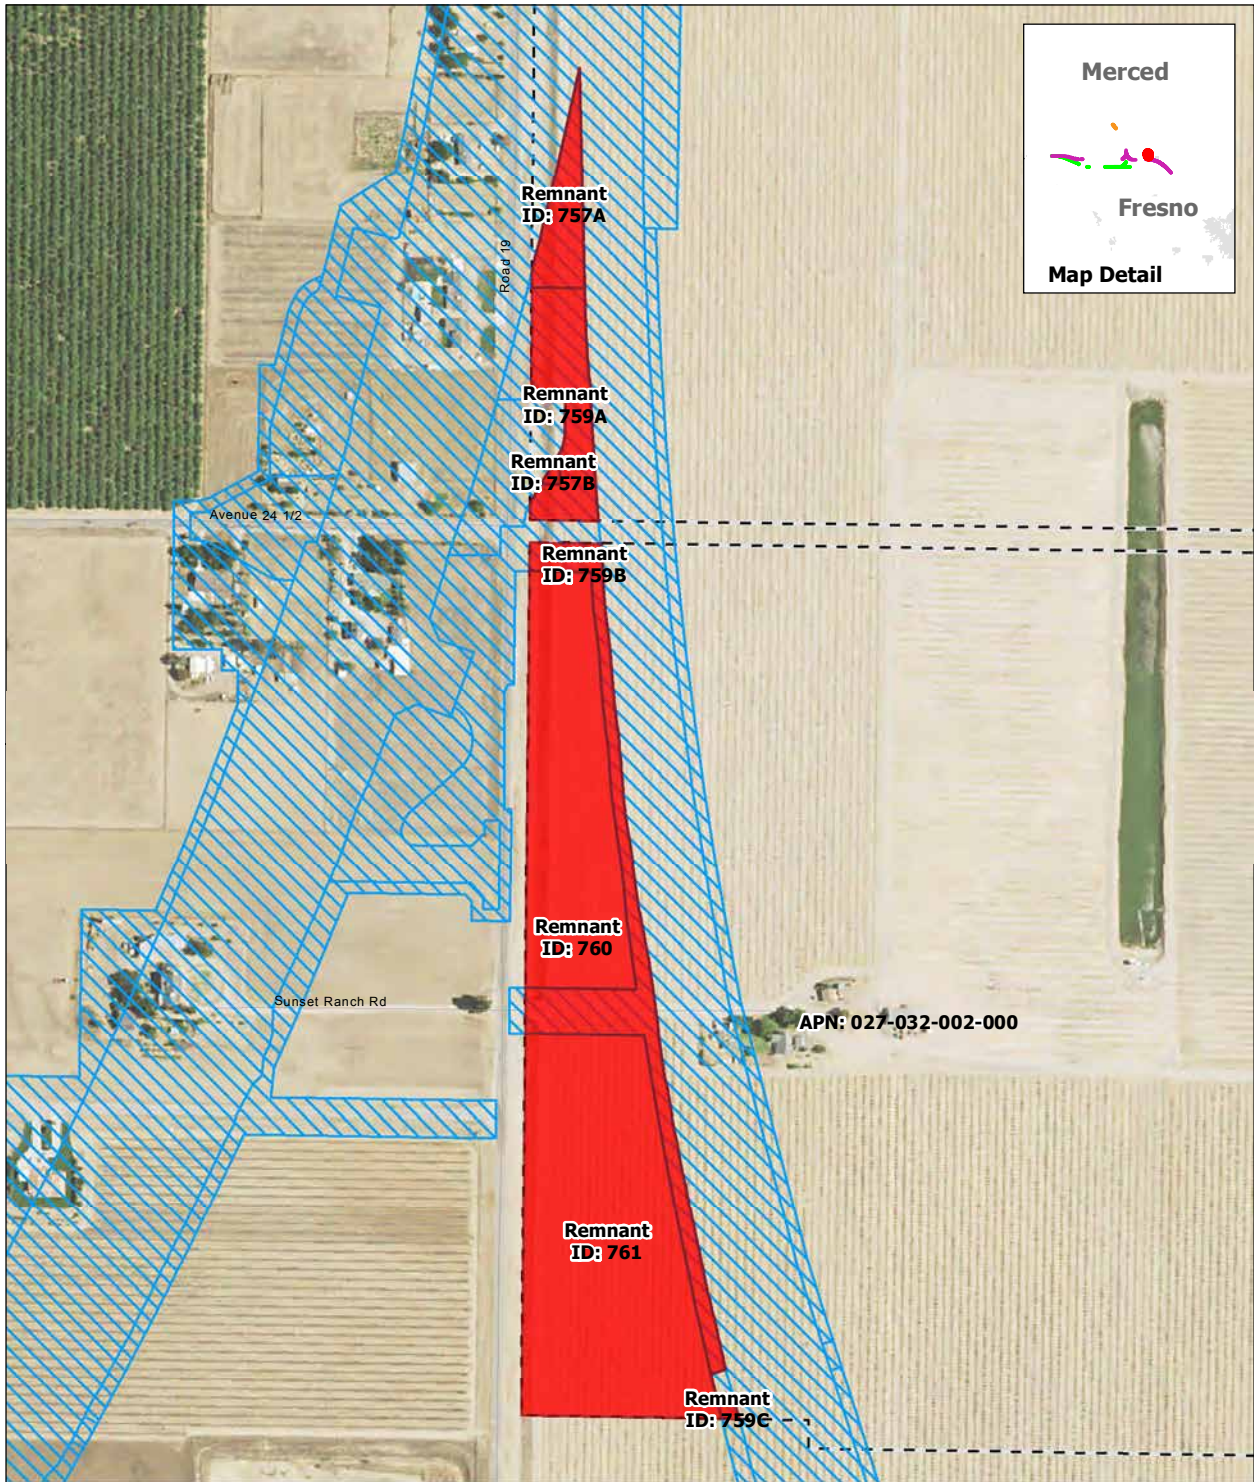 Merced
Fresno
Map Detail
Remnant
ID: 757A
Road 19
Remnant
ID: 759A
Remnant
ID: 757B
Avenue 24 1/2
Remnant
ID: 759B
Remnant
ID: 760
Sunset Ranch Rd
APN: 027-032-002-000
Remnant
ID: 761
Remnant
ID: 759C